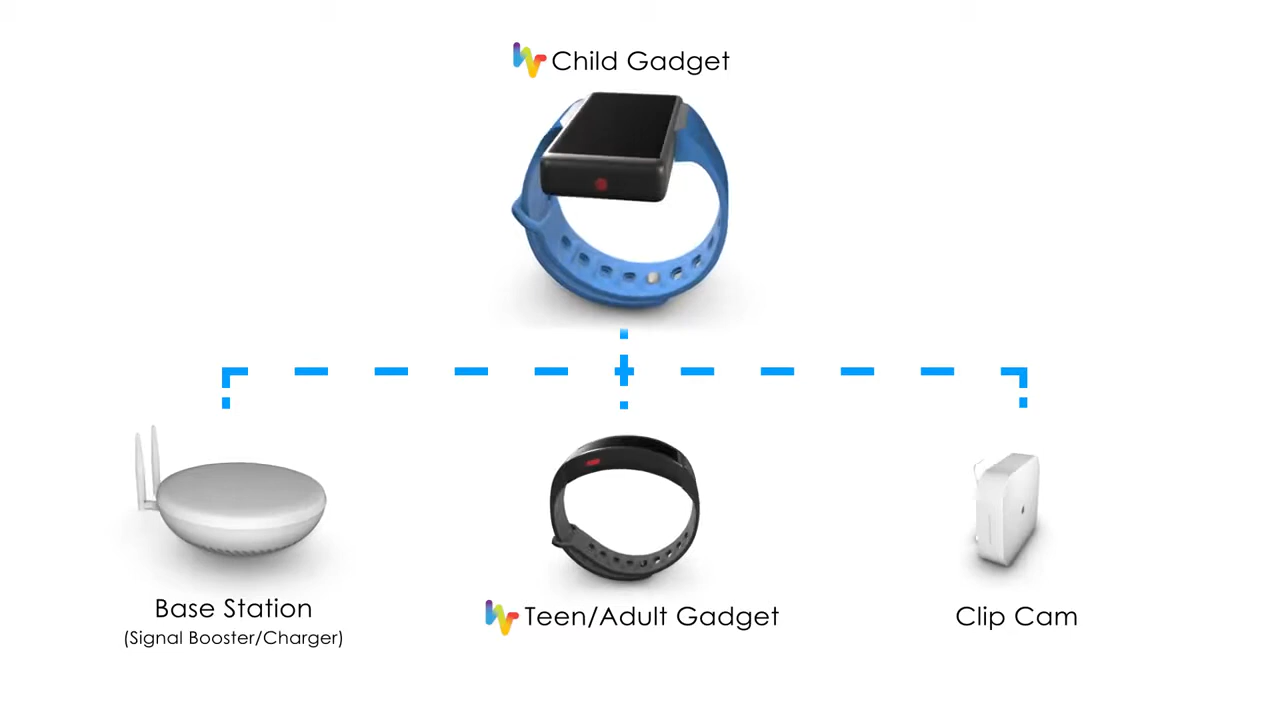 Child Gadget
Base Station
(Signal Booster/Charger)
Teen/Adult Gadget
Clip Cam